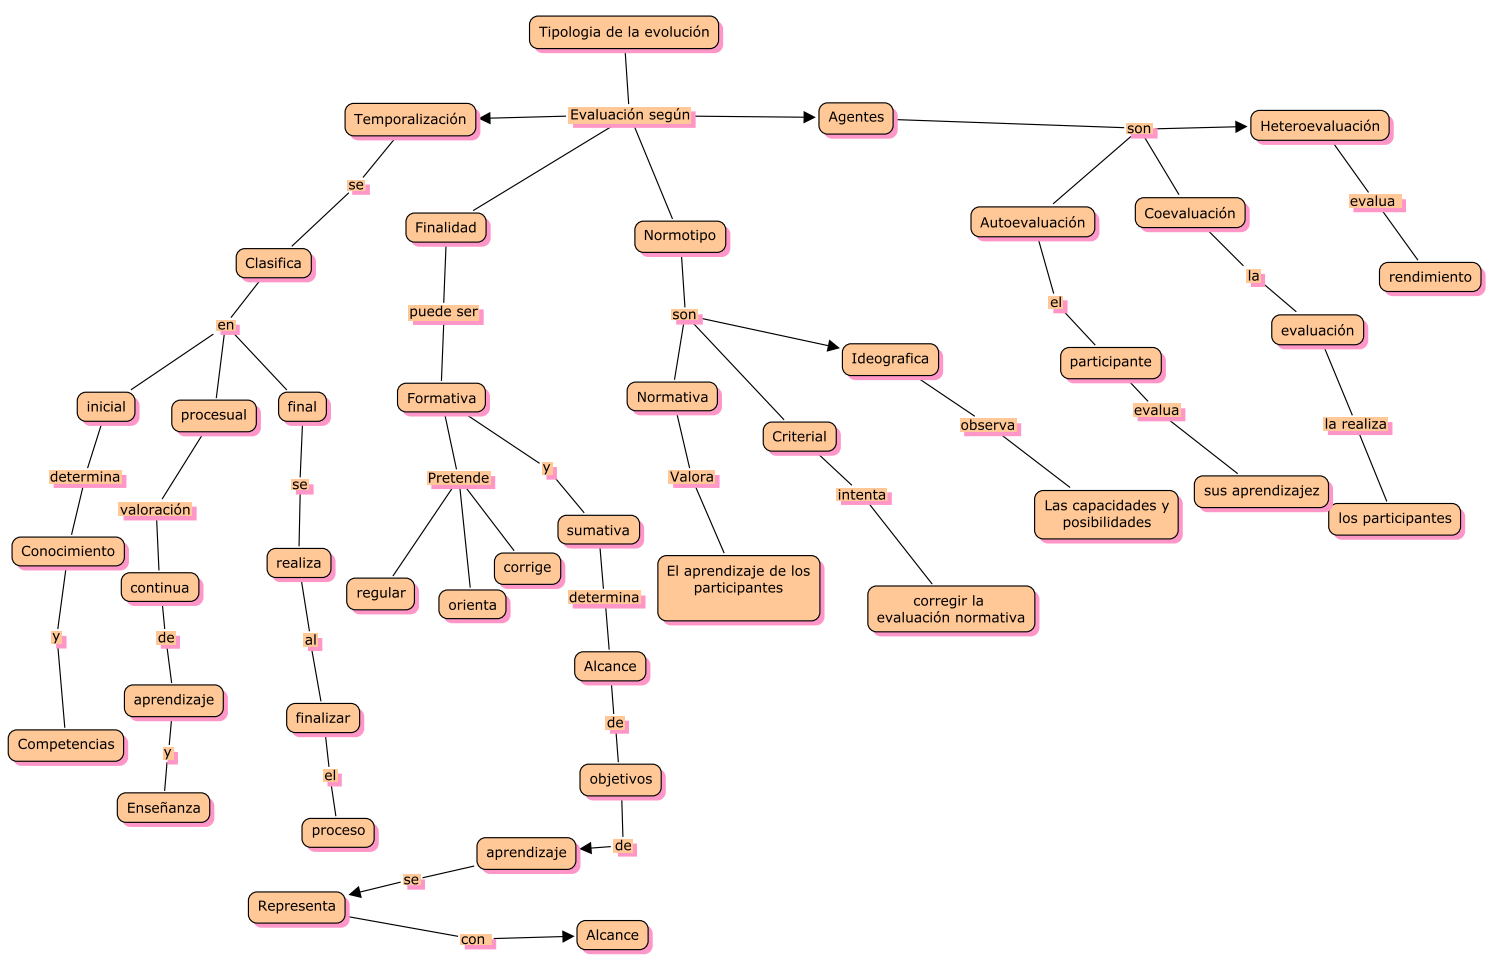 Tipologia de la evolución
Evaluación según
Temporalización
Agentes
son
Heteroevaluación
se
evalua
Finalidad
Normotipo
Autoevaluación
Coevaluación
Clasifica
rendimiento
la
el
puede ser
son
en
evaluación
Ideografica
participante
inicial
procesual
final
Formativa
Normativa
Criterial
evalua
observa
la realiza
determina
se
Pretende
y
Valora
intenta
sus aprendizajez
valoración
Las capacidades y
posibilidades
los participantes
Conocimiento
realiza
sumativa
corrige
continua
regular
orienta
determina
El aprendizaje de los
participantes
corregir la
evaluación normativa
y
de
al
Alcance
aprendizaje
finalizar
de
Competencias
y
el
objetivos
Enseñanza
proceso
de
aprendizaje
se
Representa
con
Alcance